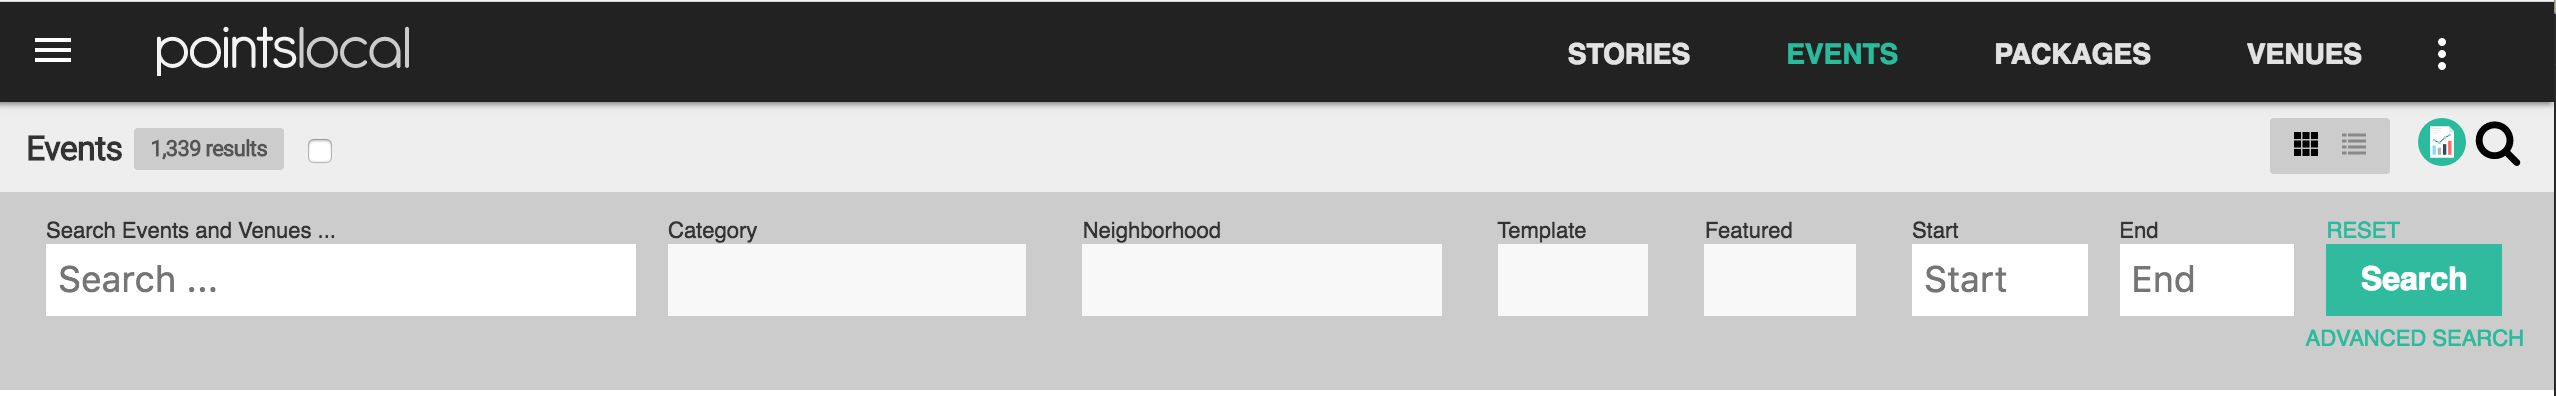 pointslocal STORIES EVENTS PACKAGES VENUES
Events 1,339 results
Search Events and Venues ... Category Neighborhood Template Featured Start End RESET
Search ... Start End Search
ADVANCED SEARCH